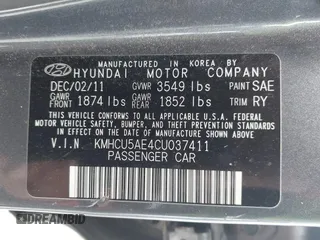 MANUFACTURED IN KOREA BY
HYUNDAI MOTOR COMPANY
DEC/02/11 GVWR 3549 lbs PAINT SAE
GAWR FRONT 1874 lbs GAWR REAR 1852 lbs TRIM RY
THIS VEHICLE CONFORMS TO ALL APPLICABLE U.S. FEDERAL
MOTOR VEHICLE SAFETY, BUMPER, AND THEFT PREVENTION
STANDARDS IN EFFECT ON THE DATE OF MANUFACTURE
SHOWN ABOVE.
V.I.N. KMHCU5AE4CU037411
PASSENGER CAR
DREAMBID